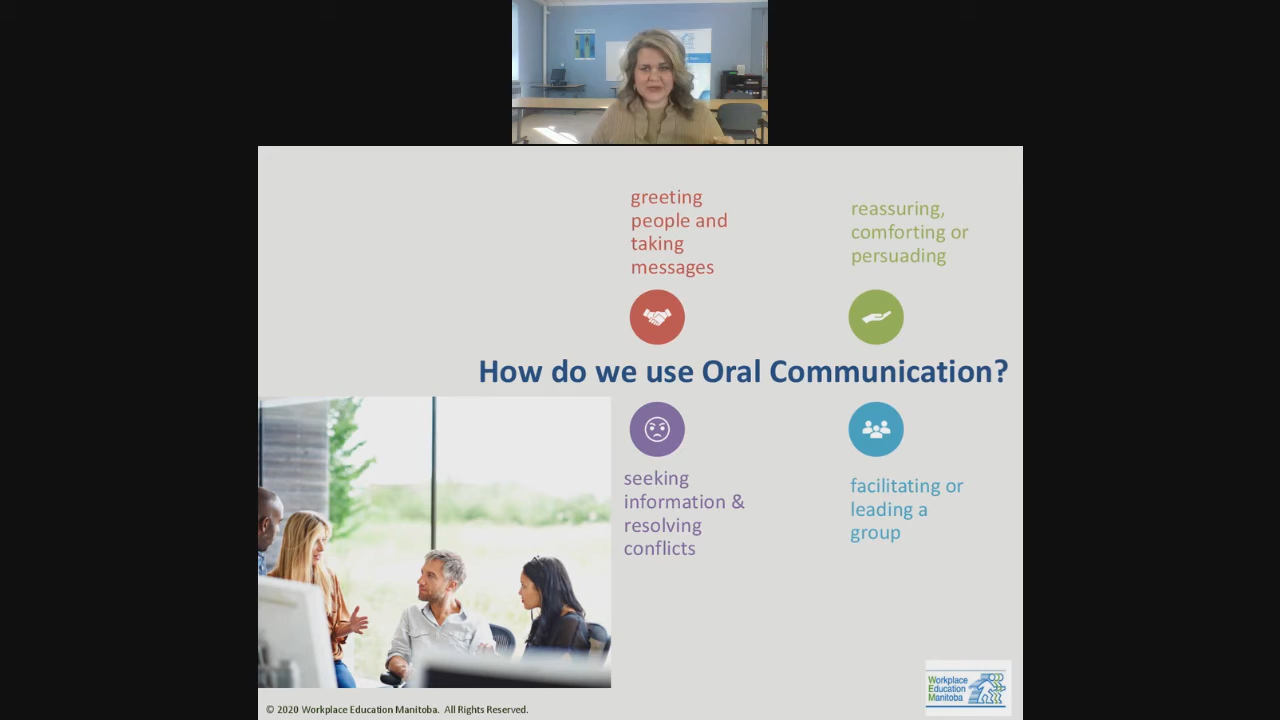 greeting
people and
taking
messages
reassuring,
comforting or
persuading
How do we use Oral Communication?
seeking
information &
resolving
conflicts
facilitating or
leading a
group
Workplace
Education
Manitoba
© 2020 Workplace Education Manitoba. All Rights Reserved.